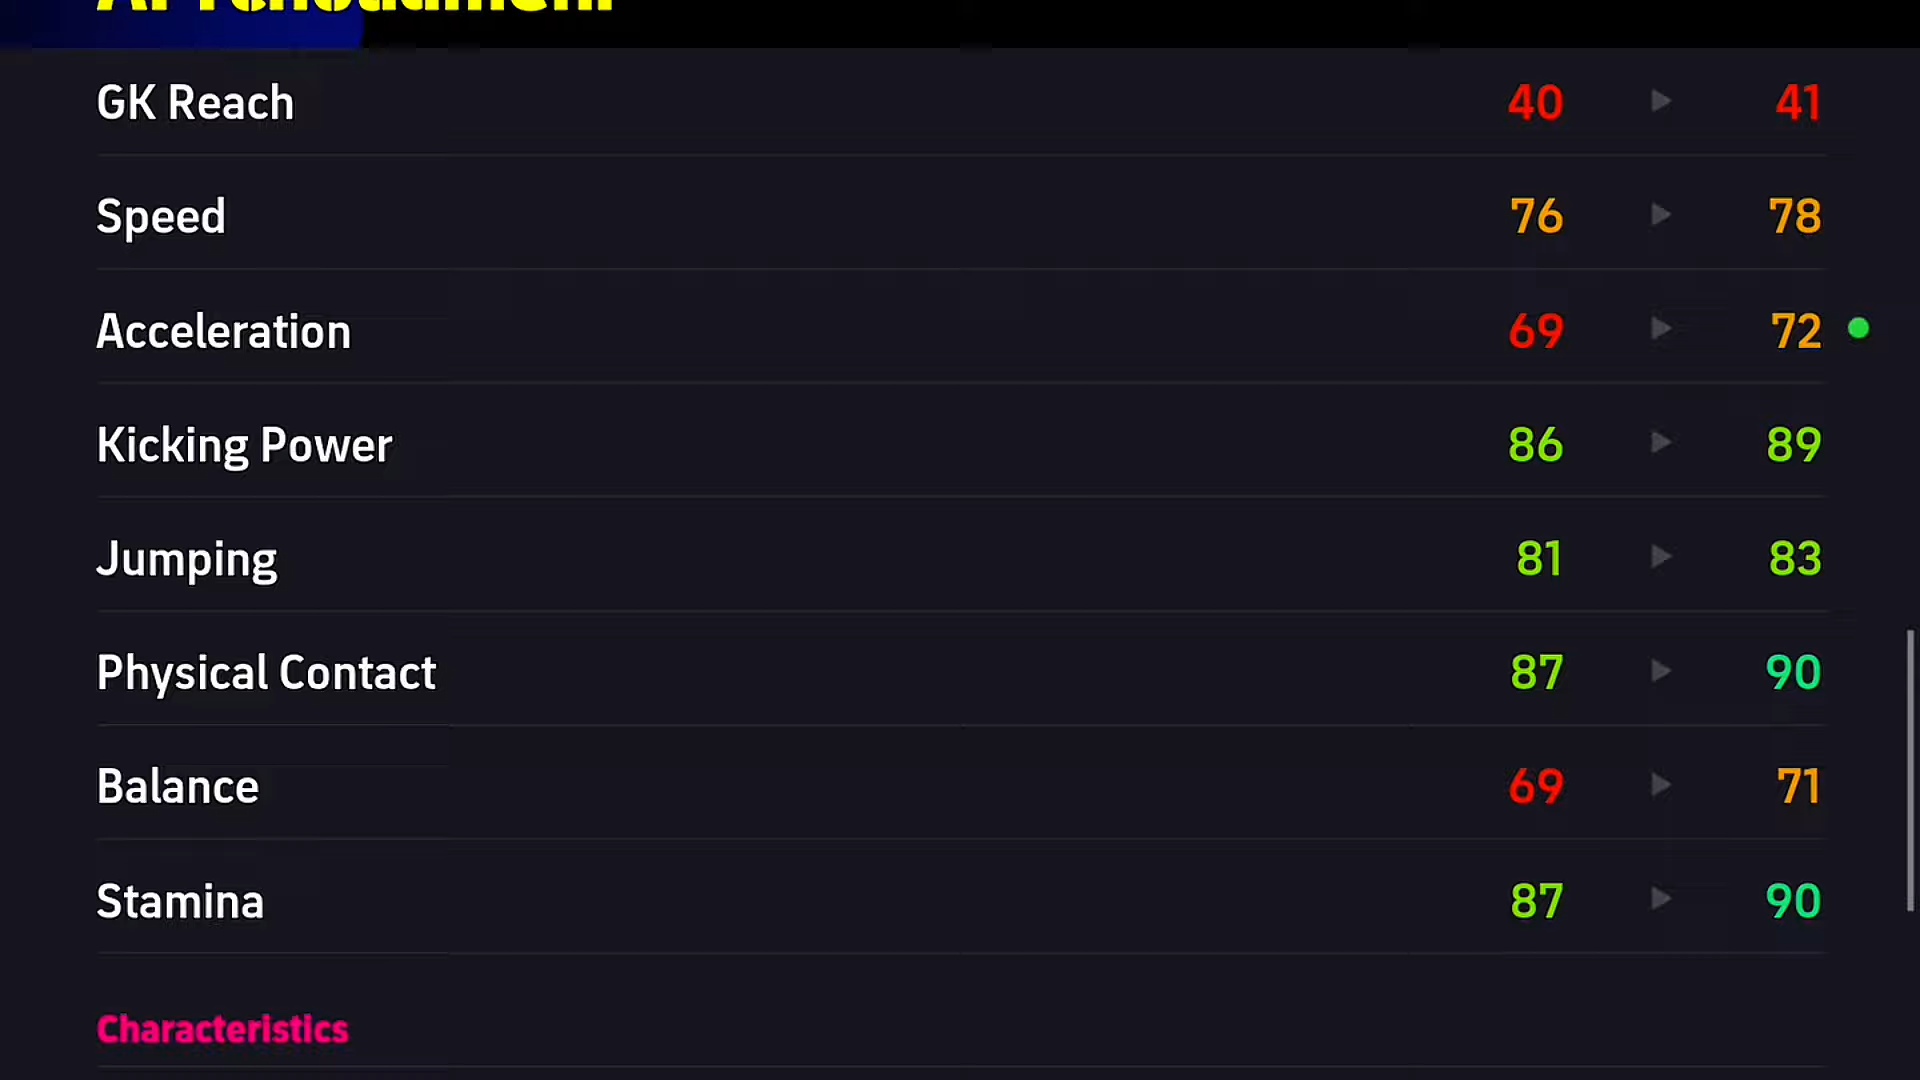 GK Reach 40 ▶ 41
Speed 76 ▶ 78
Acceleration 69 ▶ 72
Kicking Power 86 ▶ 89
Jumping 81 ▶ 83
Physical Contact 87 ▶ 90
Balance 69 ▶ 71
Stamina 87 ▶ 90
Characteristics